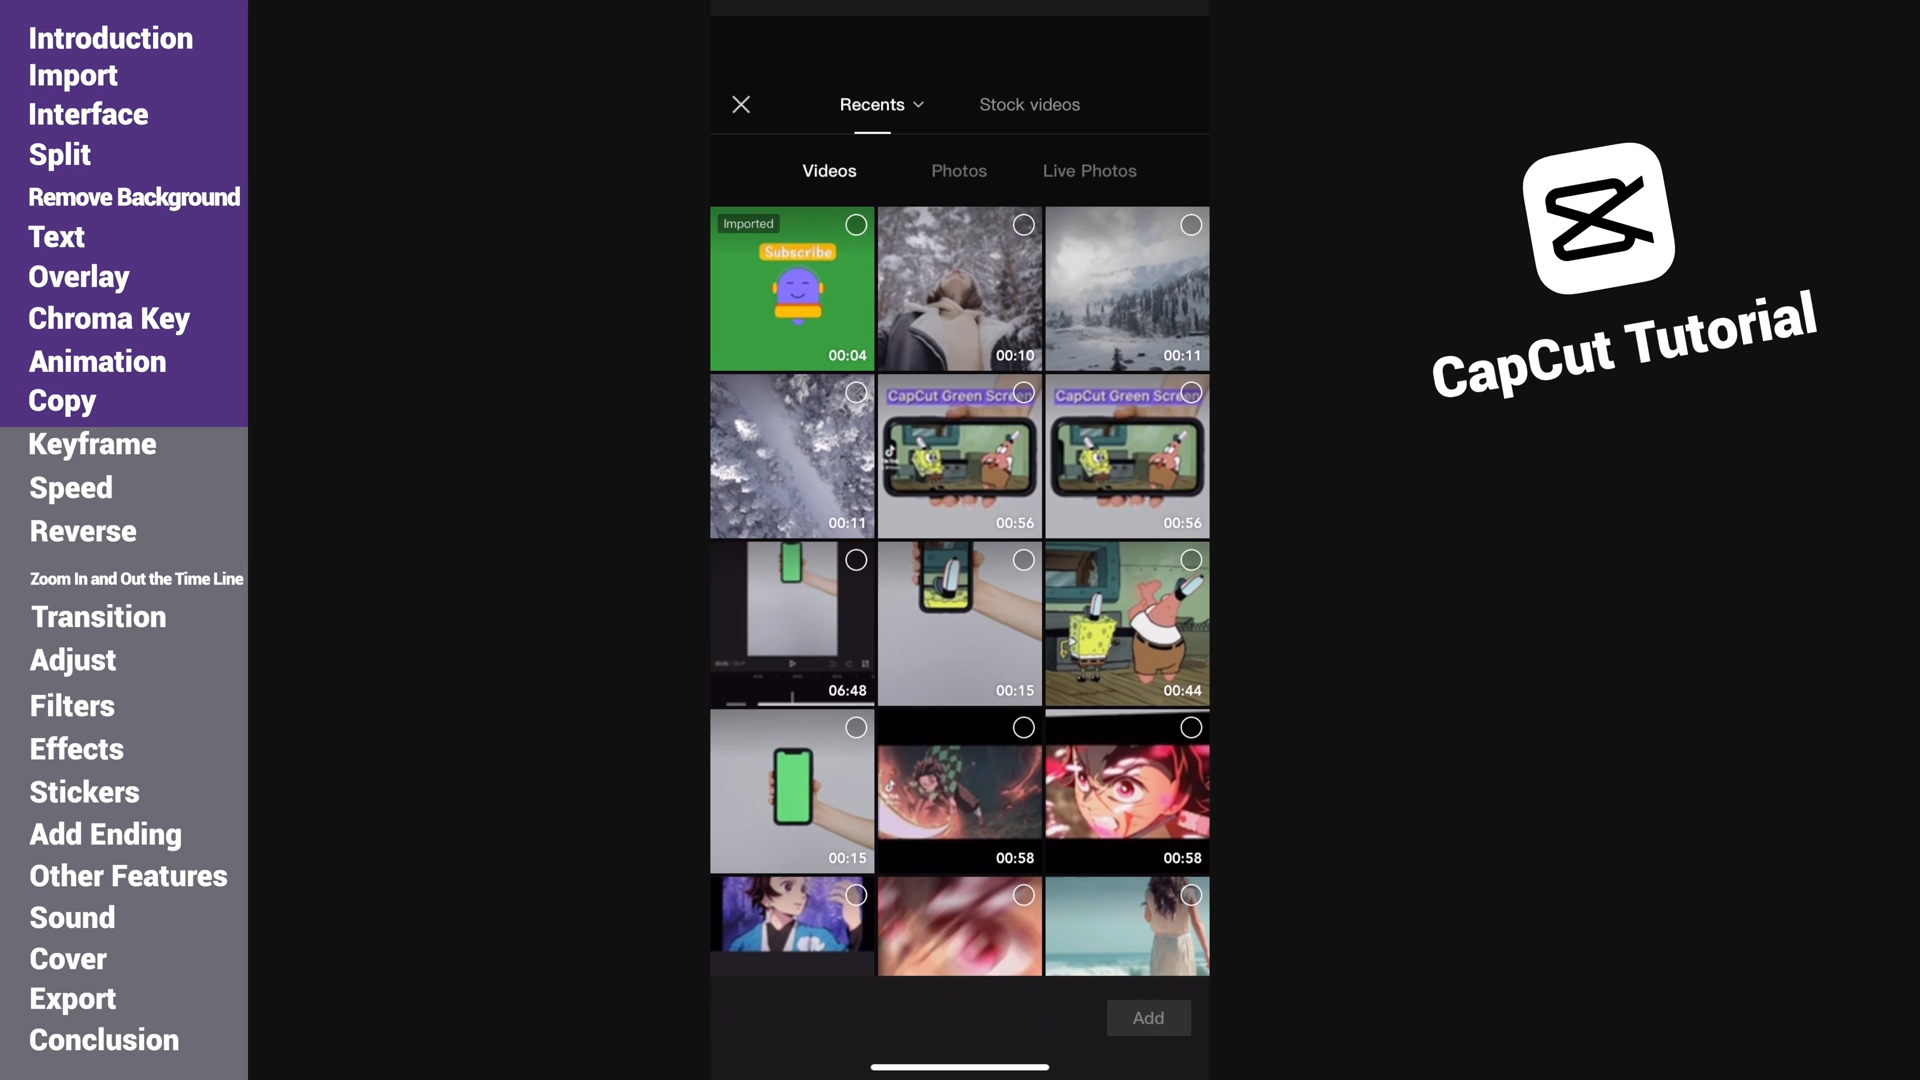 Introduction
Import
Interface
Split
Remove Background
Text
Overlay
Chroma Key
Animation
Copy
Keyframe
Speed
Reverse
Zoom In and Out the Time Line
Transition
Adjust
Filters
Effects
Stickers
Add Ending
Other Features
Sound
Cover
Export
Conclusion
Recents
Stock videos
Videos
Photos
Live Photos
Imported
Subscribe
00:04
00:10
00:11
00:11
CapCut Green Screen
00:56
CapCut Green Screen
00:56
06:48
00:15
00:44
00:15
00:58
00:58
Add
CapCut Tutorial